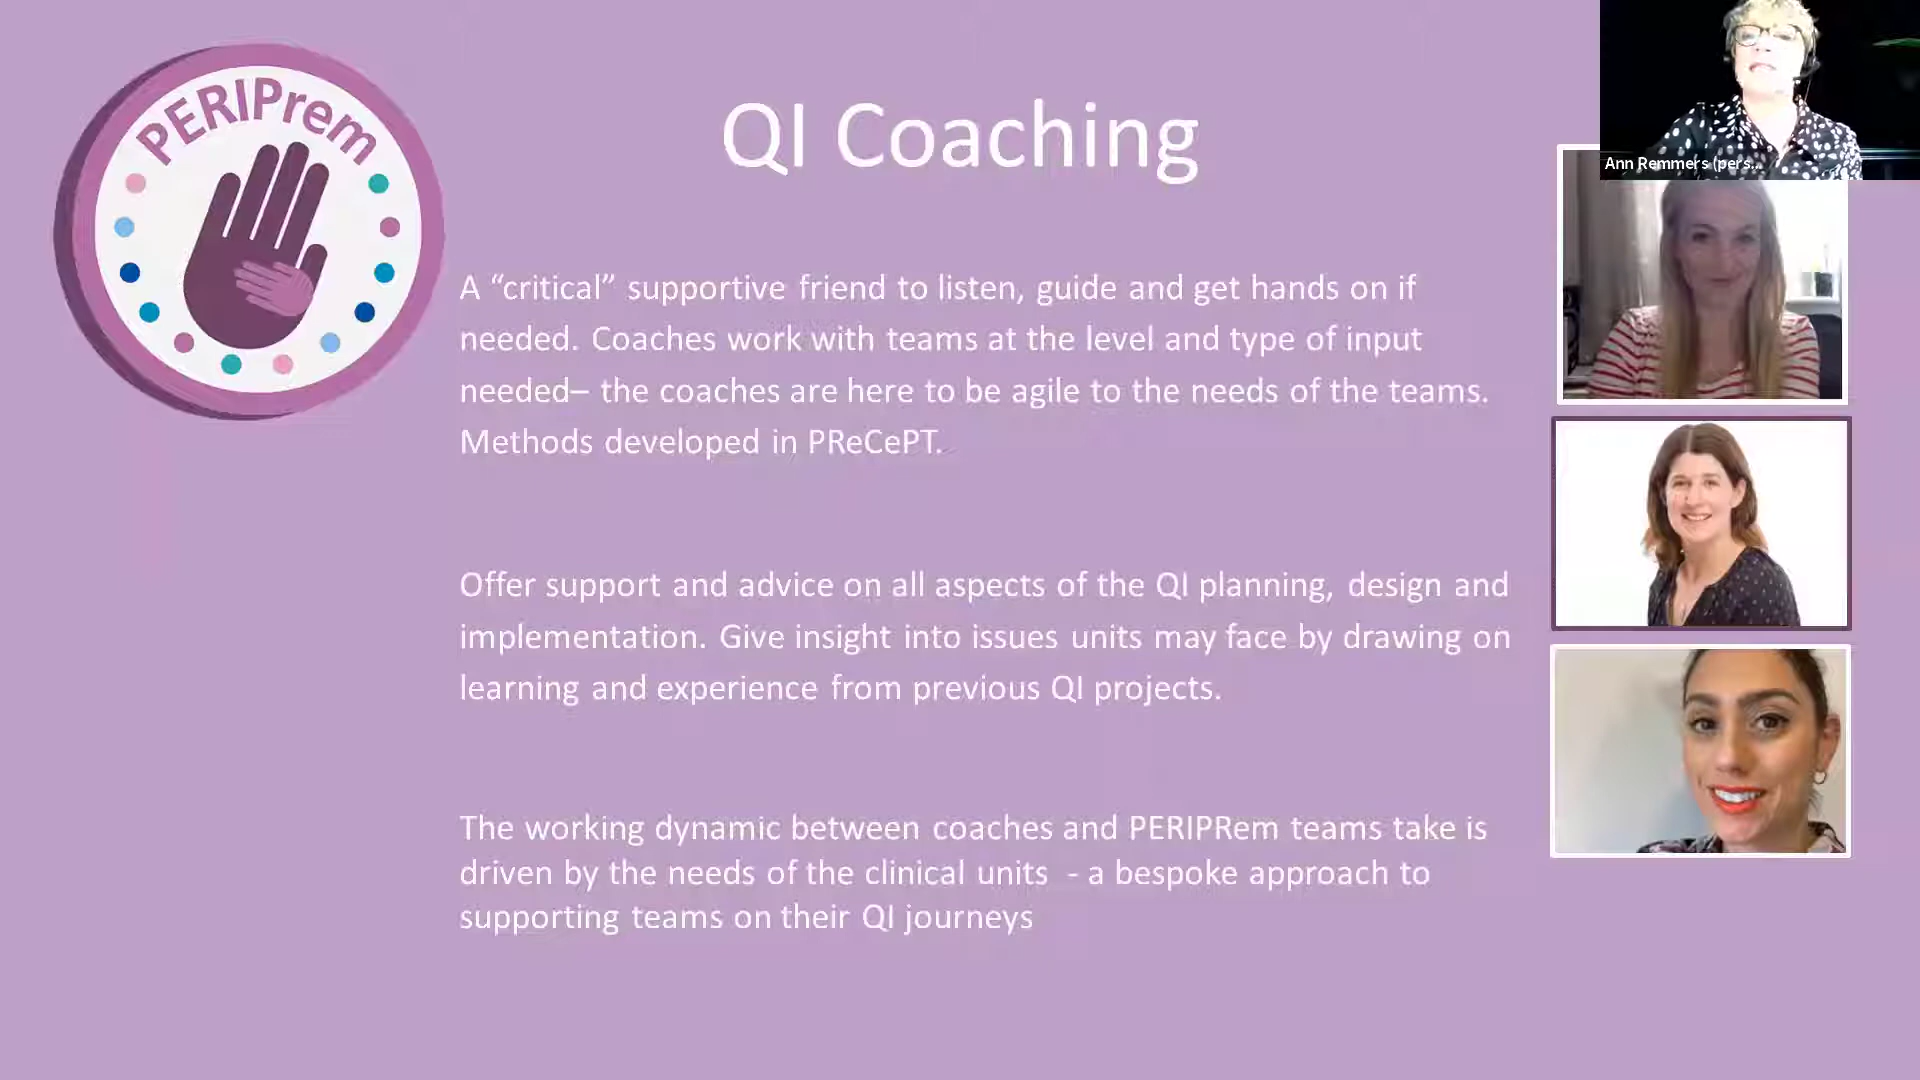 PERIPrem
QI Coaching
Ann Remmers (pers...
A “critical” supportive friend to listen, guide and get hands on if
needed. Coaches work with teams at the level and type of input
needed– the coaches are here to be agile to the needs of the teams.
Methods developed in PReCePT.
Offer support and advice on all aspects of the QI planning, design and
implementation. Give insight into issues units may face by drawing on
learning and experience from previous QI projects.
The working dynamic between coaches and PERIPRem teams take is
driven by the needs of the clinical units  - a bespoke approach to
supporting teams on their QI journeys